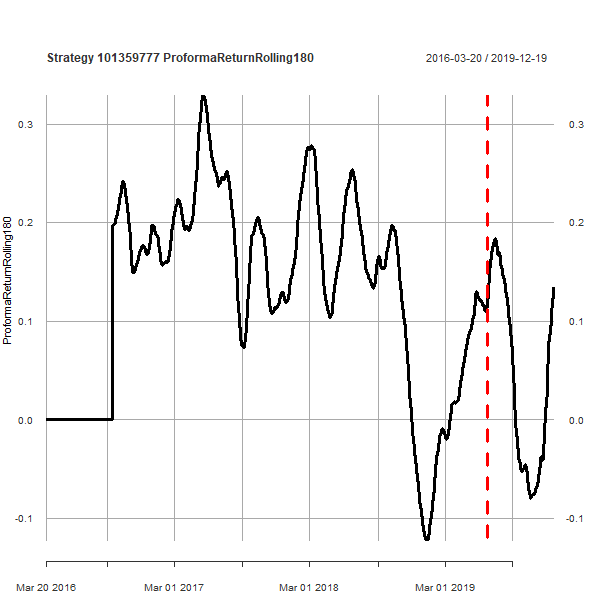 Strategy 101359777 ProformaReturnRolling180
2016-03-20 / 2019-12-19
ProformaReturnRolling180
0.3
0.2
0.1
0.0
-0.1
0.3
0.2
0.1
0.0
-0.1
Mar 20 2016
Mar 01 2017
Mar 01 2018
Mar 01 2019